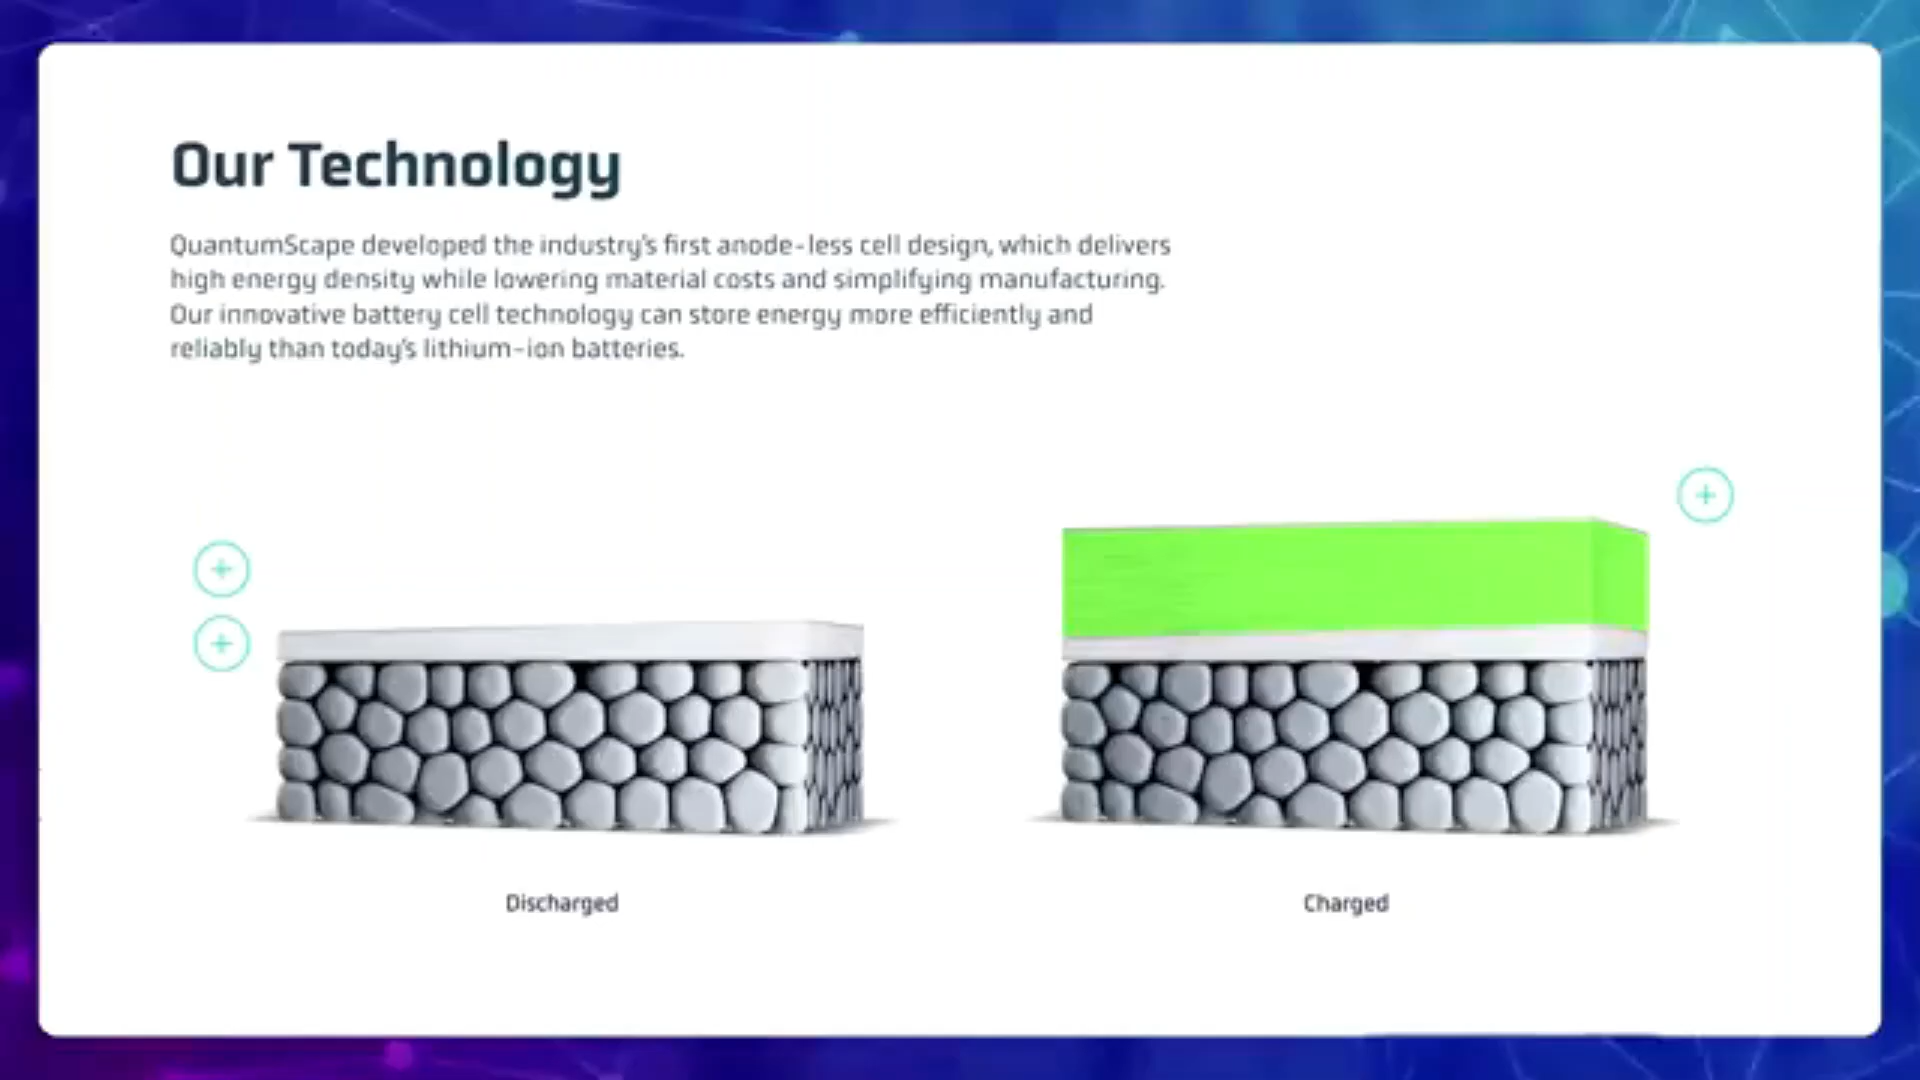 Our Technology
QuantumScape developed the industry's first anode-less cell design, which delivers
high energy density while lowering material costs and simplifying manufacturing.
Our innovative battery cell technology can store energy more efficiently and
reliably than today's lithium-ion batteries.
Discharged
Charged